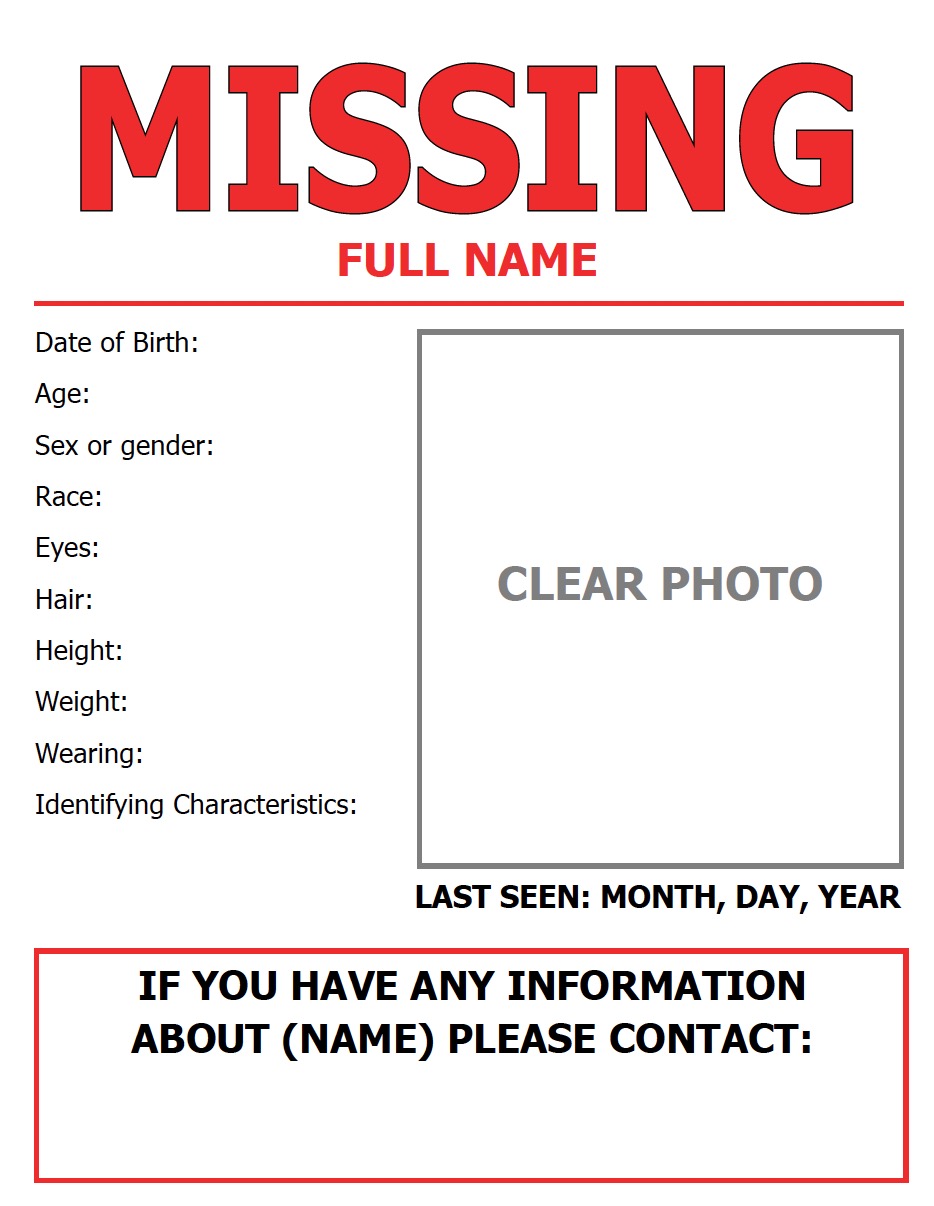 MISSING
FULL NAME
Date of Birth:
Age:
Sex or gender:
Race:
Eyes:
Hair:
Height:
Weight:
Wearing:
Identifying Characteristics:
CLEAR PHOTO
LAST SEEN: MONTH, DAY, YEAR
IF YOU HAVE ANY INFORMATION
ABOUT (NAME) PLEASE CONTACT: